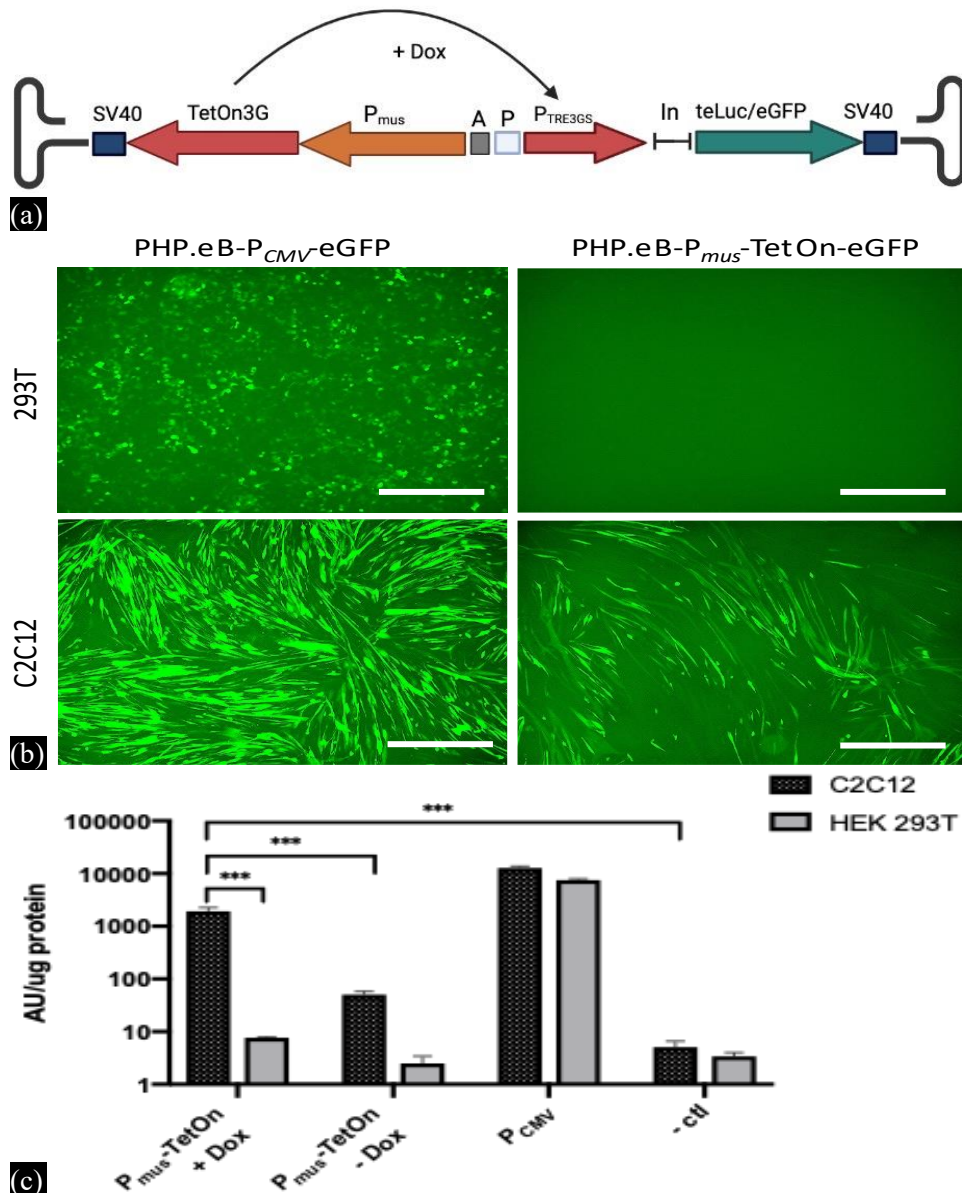 + Dox
SV40 TetOn3G Pmus A P PTRE3GS In teLuc/eGFP SV40
(a)
PHP.eB-PCMV-eGFP PHP.eB-Pmus-TetOn-eGFP
293T
C2C12
(b)
C2C12
HEK 293T
***
***
***
AU/ug protein
100000
10000
1000
100
10
1
Pmus-TetOn
+ Dox
Pmus-TetOn
- Dox
PCMV
- ctl
(c)